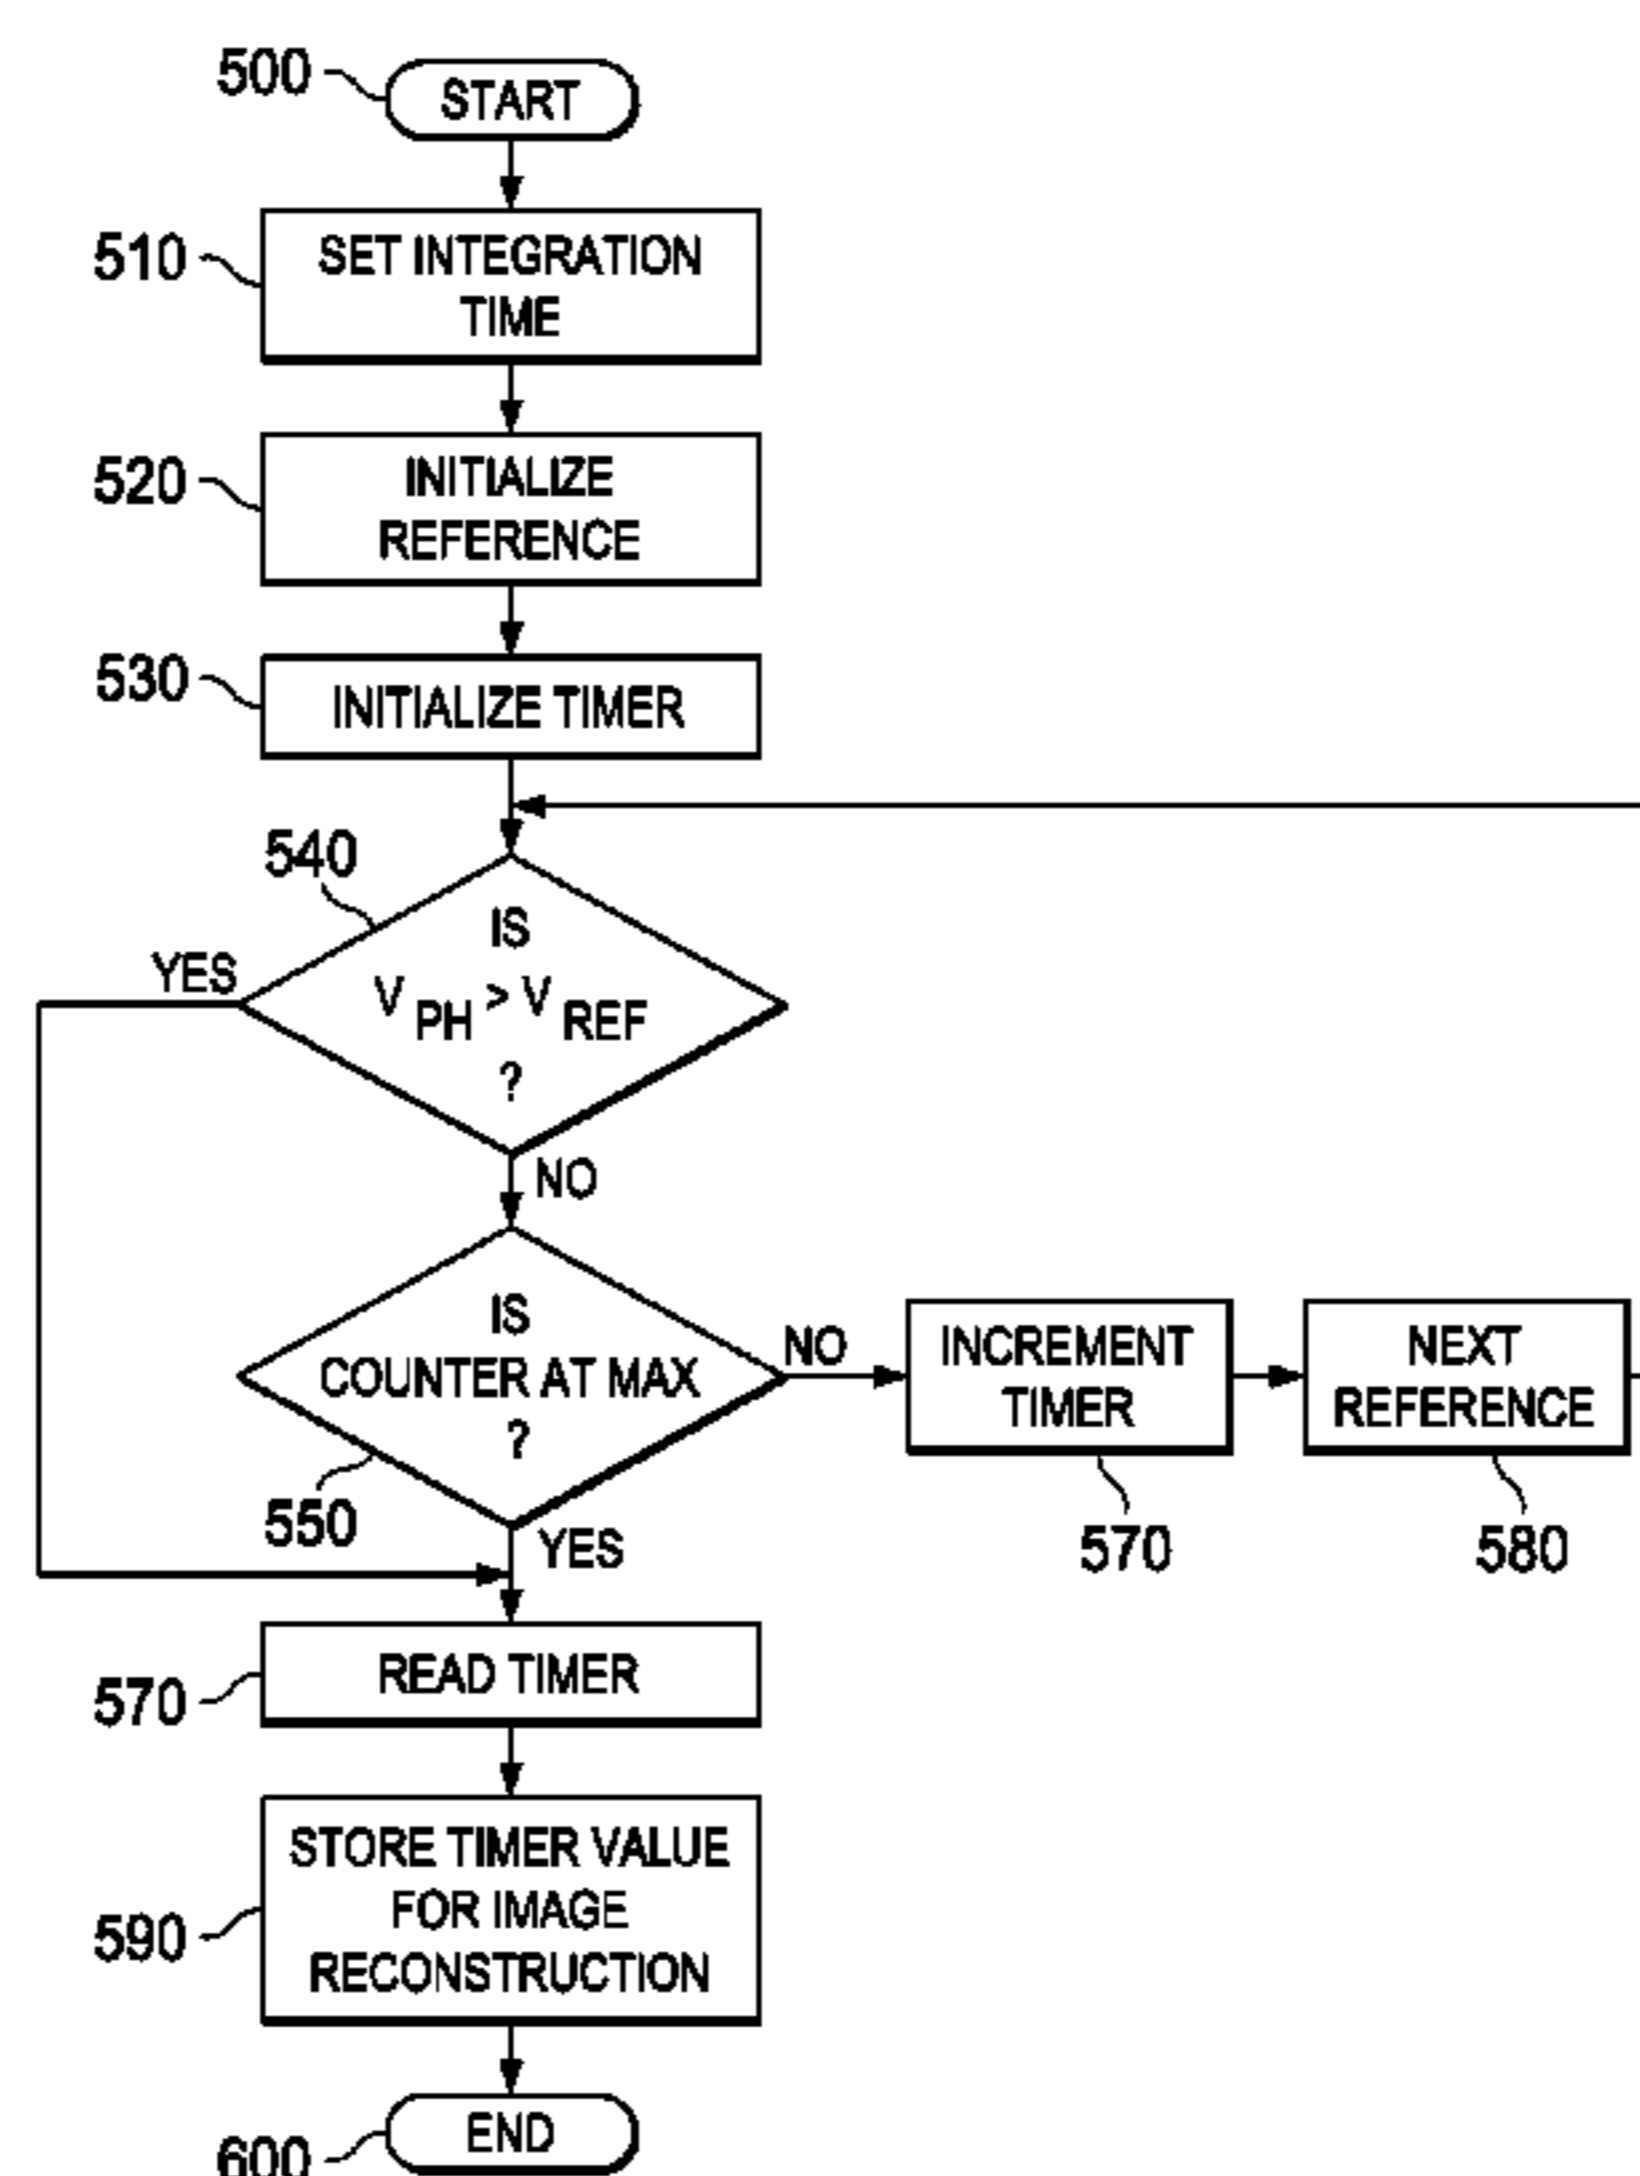 500
START
510
SET INTEGRATION
TIME
520
INITIALIZE
REFERENCE
530
INITIALIZE TIMER
540
IS
V PH > V REF
?
YES
NO
IS
COUNTER AT MAX
?
550
NO
YES
INCREMENT
TIMER
570
NEXT
REFERENCE
580
570
READ TIMER
590
STORE TIMER VALUE
FOR IMAGE
RECONSTRUCTION
600
END